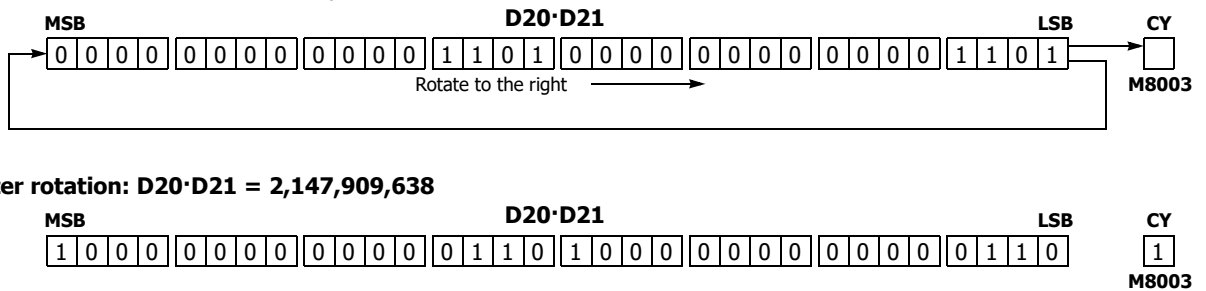 MSB D20·D21 LSB CY
0 0 0 0 0 0 0 0 0 0 0 0 1 1 0 1 0 0 0 0 0 0 0 0 0 0 0 0 1 1 0 1
Rotate to the right M8003
ter rotation: D20·D21 = 2,147,909,638
MSB D20·D21 LSB CY
1 0 0 0 0 0 0 0 0 0 0 0 0 1 1 0 1 0 0 0 0 0 0 0 0 0 0 0 0 1 1 0 1
M8003